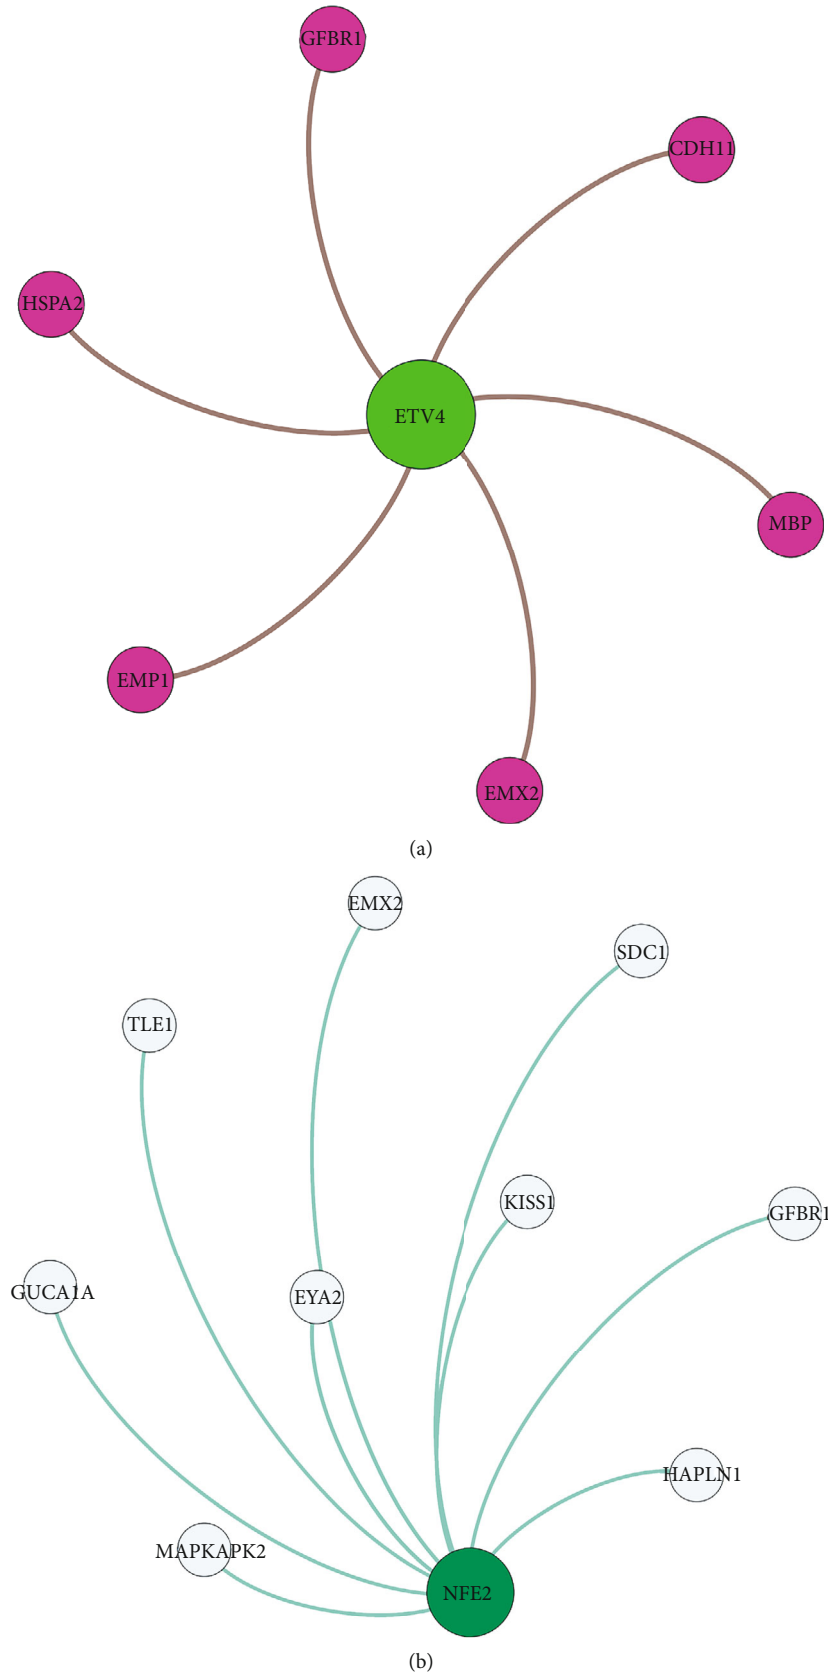 GFBR1
CDH11
HSPA2
ETV4
MBP
EMP1
EMX2
(a)
EMX2
SDC1
TLE1
KISS1
GFBR1
GUCA1A
EYA2
HAPLN1
MAPKAPK2
NFE2
(b)